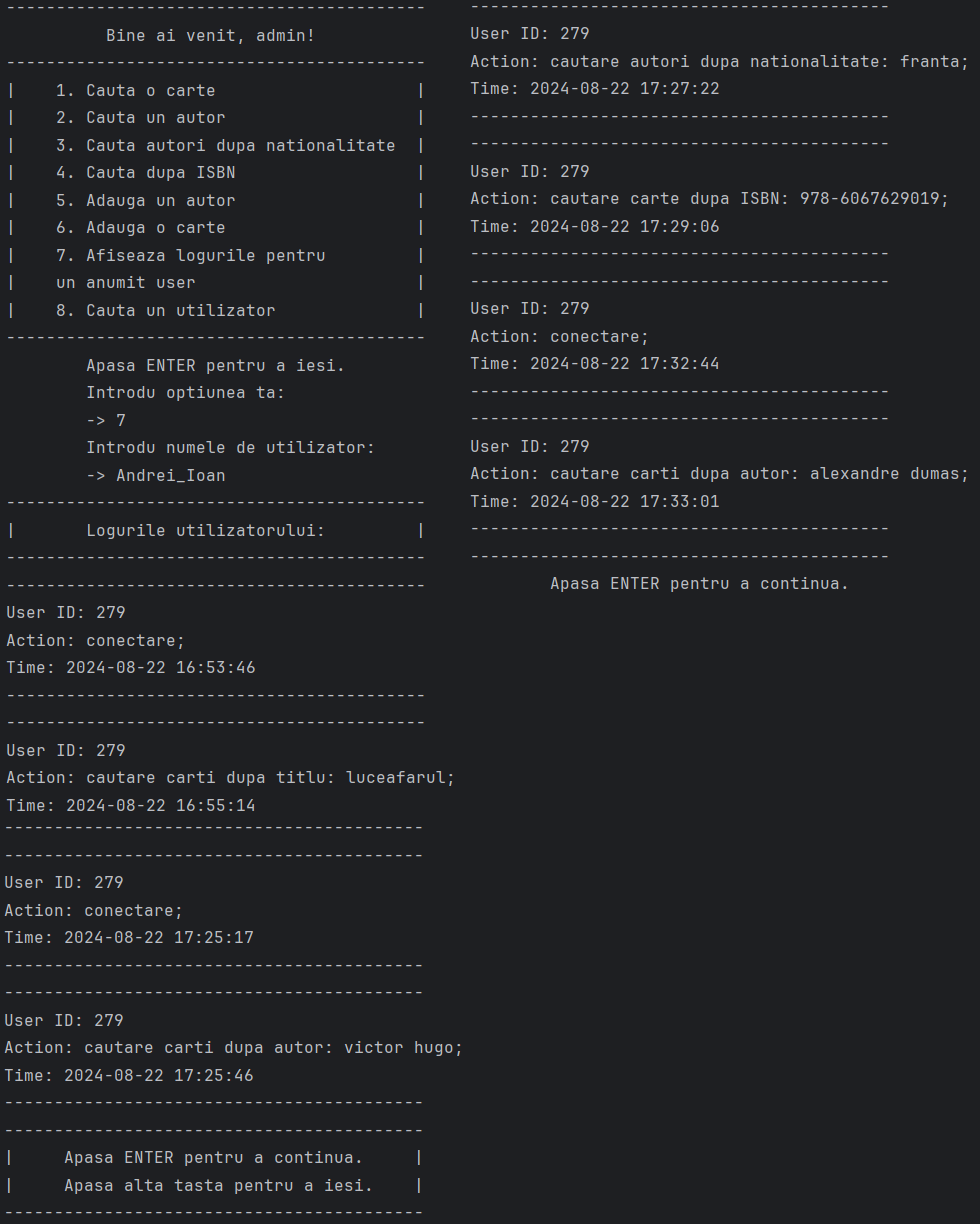 ------------------------------------------
Bine ai venit, admin!
------------------------------------------
|    1. Cauta o carte                    |
|    2. Cauta un autor                   |
|    3. Cauta autori dupa nationalitate  |
|    4. Cauta dupa ISBN                  |
|    5. Adauga un autor                  |
|    6. Adauga o carte                   |
|    7. Afiseaza logurile pentru         |
|    un anumit user                      |
|    8. Cauta un utilizator              |
------------------------------------------
Apasa ENTER pentru a iesi.
Introdu optiunea ta:
-> 7
Introdu numele de utilizator:
-> Andrei_Ioan
------------------------------------------
|       Logurile utilizatorului:         |
------------------------------------------
------------------------------------------
User ID: 279
Action: conectare;
Time: 2024-08-22 16:53:46
------------------------------------------
------------------------------------------
User ID: 279
Action: cautare carti dupa titlu: luceafarul;
Time: 2024-08-22 16:55:14
------------------------------------------
------------------------------------------
User ID: 279
Action: conectare;
Time: 2024-08-22 17:25:17
------------------------------------------
------------------------------------------
User ID: 279
Action: cautare carti dupa autor: victor hugo;
Time: 2024-08-22 17:25:46
------------------------------------------
------------------------------------------
|     Apasa ENTER pentru a continua.     |
|     Apasa alta tasta pentru a iesi.    |
------------------------------------------
------------------------------------------
User ID: 279
Action: cautare autori dupa nationalitate: franta;
Time: 2024-08-22 17:27:22
------------------------------------------
------------------------------------------
User ID: 279
Action: cautare carte dupa ISBN: 978-6067629019;
Time: 2024-08-22 17:29:06
------------------------------------------
------------------------------------------
User ID: 279
Action: conectare;
Time: 2024-08-22 17:32:44
------------------------------------------
------------------------------------------
User ID: 279
Action: cautare carti dupa autor: alexandre dumas;
Time: 2024-08-22 17:33:01
------------------------------------------
------------------------------------------
Apasa ENTER pentru a continua.